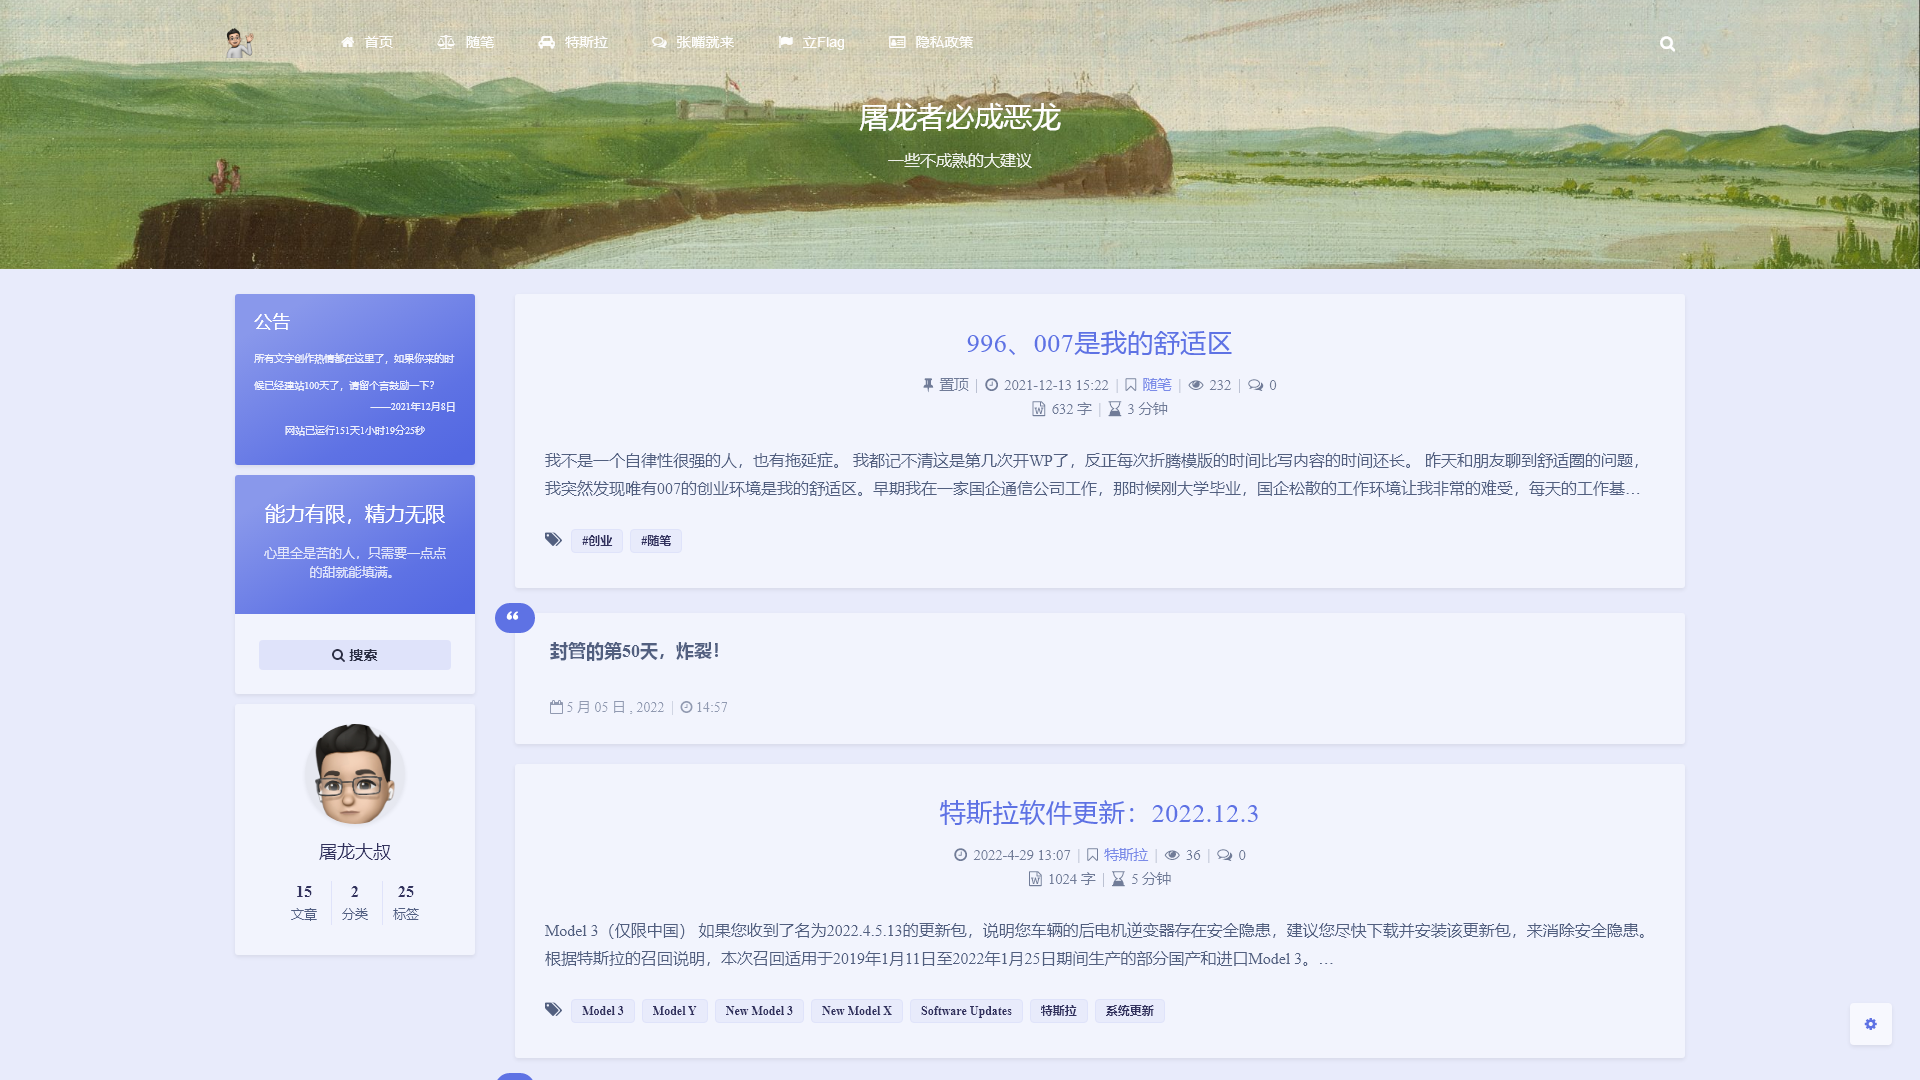 首页 随笔 特斯拉 张嘴就来 立Flag 隐私政策
屠龙者必成恶龙
一些不成熟的大建议
公告
所有文字创作热情都在这里了，如果你来的时
候已经建站100天了，请留个言鼓励一下？
——2021年12月8日
网站已运行151天1小时19分25秒
能力有限，精力无限
心里全是苦的人，只需要一点点
的甜就能填满。
搜索
屠龙大叔
15 2 25
文章 分类 标签
996、007是我的舒适区
置顶 | 2021-12-13 15:22 | 随笔 | 232 | 0
632 字 | 3 分钟
我不是一个自律性很强的人，也有拖延症。 我都记不清这是第几次开WP了，反正每次折腾模版的时间比写内容的时间还长。 昨天和朋友聊到舒适圈的问题，
我突然发现唯有007的创业环境是我的舒适区。早期我在一家国企通信公司工作，那时候刚大学毕业，国企松散的工作环境让我非常的难受，每天的工作基…
#创业 #随笔
封管的第50天，炸裂！
5 月 05 日 , 2022 | 14:57
特斯拉软件更新：2022.12.3
2022-4-29 13:07 | 特斯拉 | 36 | 0
1024 字 | 5 分钟
Model 3（仅限中国） 如果您收到了名为2022.4.5.13的更新包，说明您车辆的后电机逆变器存在安全隐患，建议您尽快下载并安装该更新包，来消除安全隐患。
根据特斯拉的召回说明，本次召回适用于2019年1月11日至2022年1月25日期间生产的部分国产和进口Model 3。…
Model 3 Model Y New Model 3 New Model X Software Updates 特斯拉 系统更新